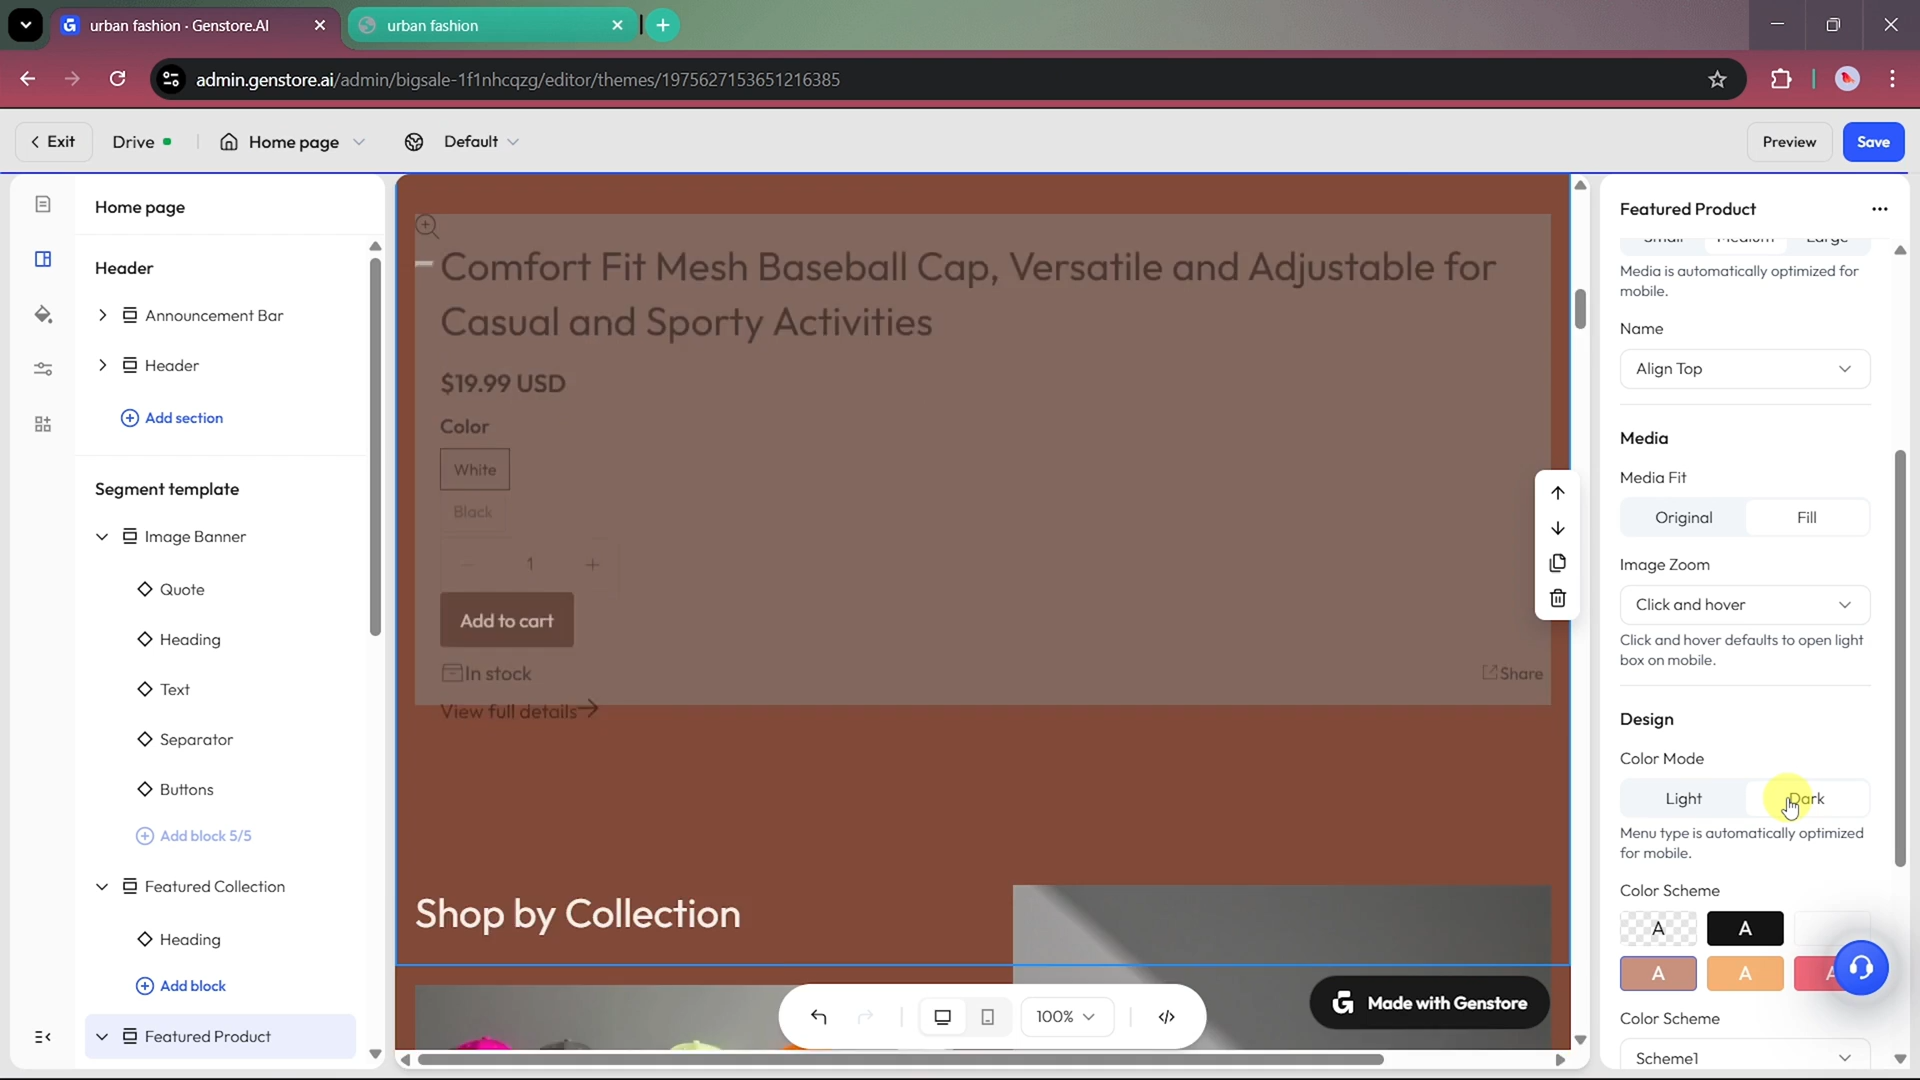 urban fashion · Genstore.AI
urban fashion
admin.genstore.ai/admin/bigsale-1f1nhcqzg/editor/themes/1975627153651216385
Exit
Drive
Home page
Default
Preview
Save
Home page
Header
Announcement Bar
Header
Add section
Segment template
Image Banner
Quote
Heading
Text
Separator
Buttons
Add block 5/5
Featured Collection
Heading
Add block
Featured Product
Comfort Fit Mesh Baseball Cap, Versatile and Adjustable for
Casual and Sporty Activities
$19.99 USD
Color
White
Black
1
Add to cart
In stock
Share
View full details
Shop by Collection
100%
Made with Genstore
Featured Product
Small Medium Large
Media is automatically optimized for
mobile.
Name
Align Top
Media
Media Fit
Original Fill
Image Zoom
Click and hover
Click and hover defaults to open light
box on mobile.
Design
Color Mode
Light Dark
Menu type is automatically optimized
for mobile.
Color Scheme
A A
A A A
Color Scheme
Scheme1